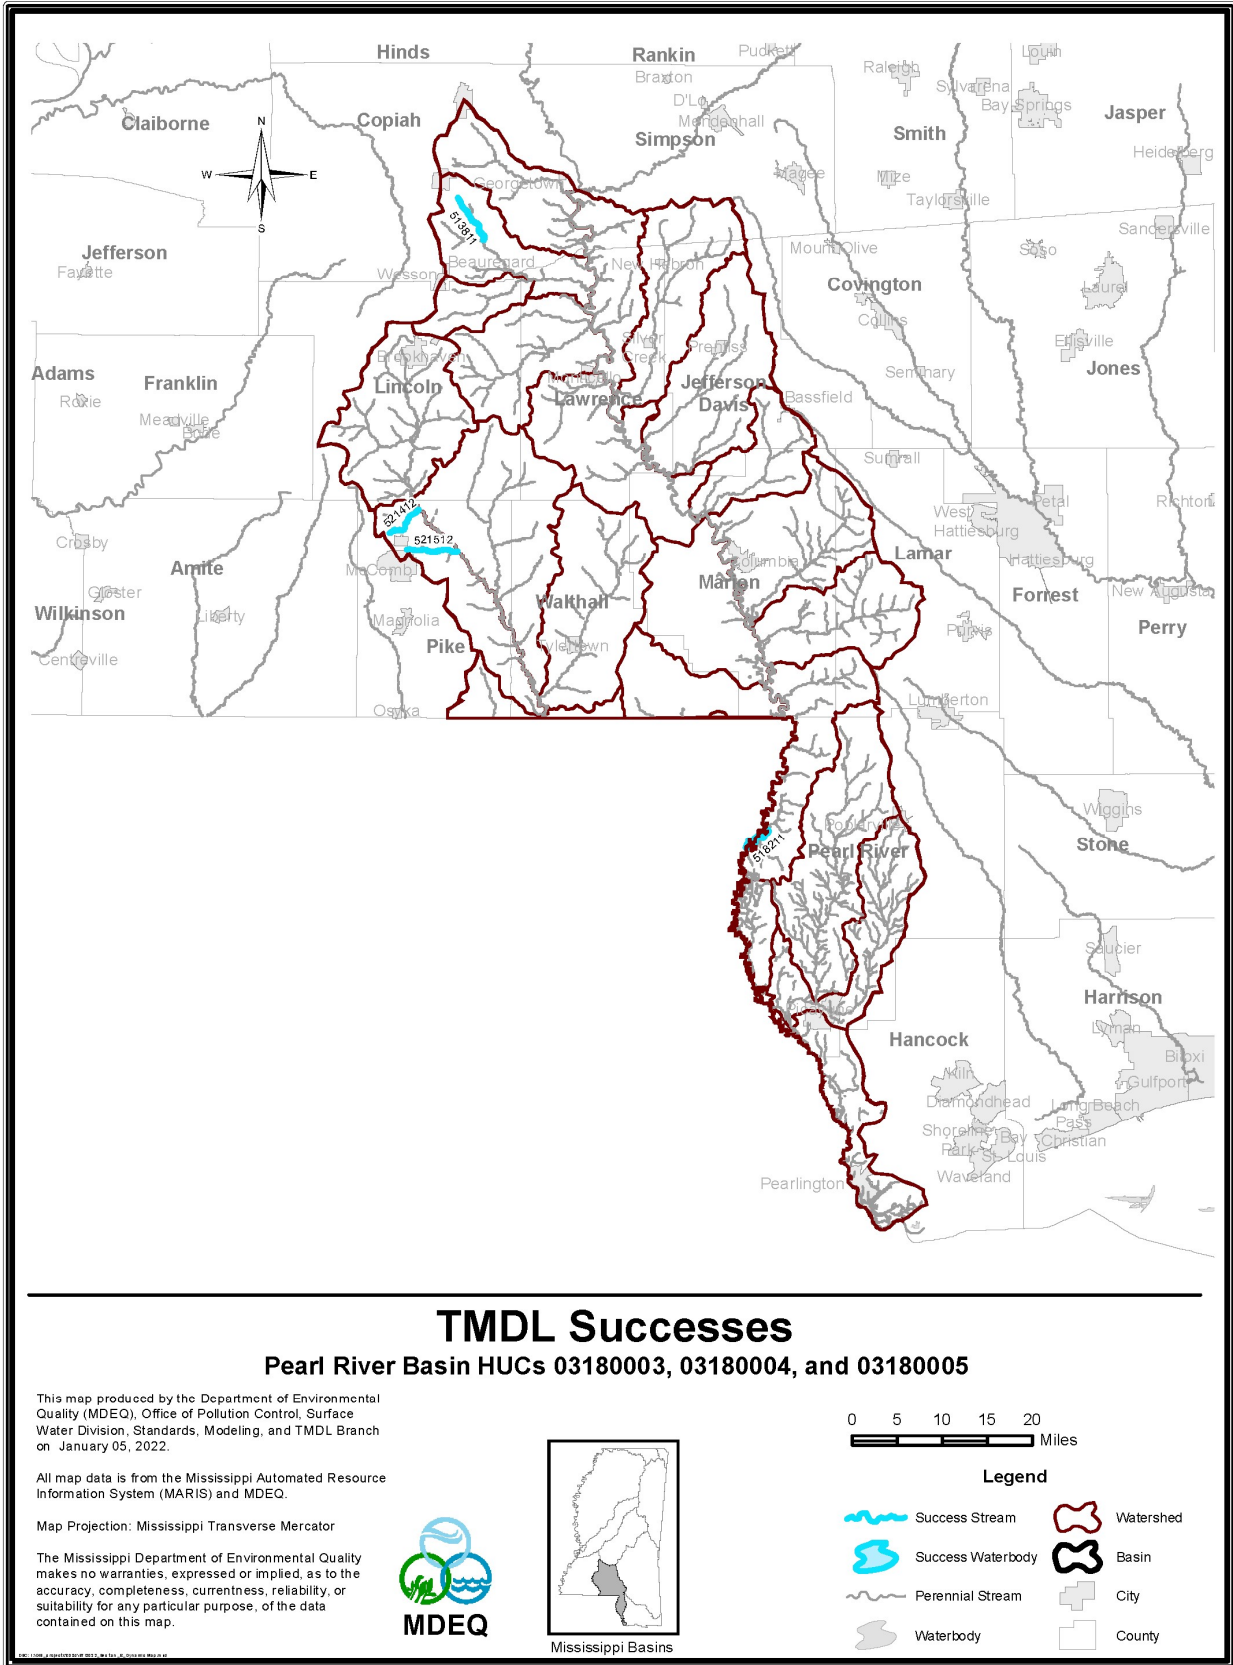 Hinds
Rankin
Puckett
Louin
Braxton
Raleigh
Sylvarena
D'Lo
Bay Springs
Claiborne
Copiah
Mendenhall
Jasper
N
Simpson
Smith
Heidelberg
W
E
Georgetown
Magee
Mize
Taylorsville
S
513811
Sandersville
Jefferson
Mount Olive
Soso
Fayette
Wesson
Beauregard
New Hebron
Covington
Laurel
Collins
Silver
Creek
Prentiss
Ellisville
Brookhaven
Adams
Franklin
Lincoln
Monticello
Jefferson
Davis
Seminary
Jones
Roxie
Lawrence
Bassfield
Meadville
Bude
Sumrall
521412
West
Hattiesburg
Petal
Richton
521512
Crosby
Amite
McComb
Columbia
Marion
Lamar
Hattiesburg
Gloster
Forrest
New Augusta
Wilkinson
Liberty
Magnolia
Walthall
Purvis
Perry
Centreville
Pike
Tylertown
Osyka
Lumberton
Wiggins
Poplarville
518211
Pearl River
Stone
Saucier
Harrison
Picayune
Lyman
Hancock
Biloxi
Kiln
Gulfport
Diamondhead
Long Beach
Shoreline
Park
Bay
St. Louis
Pass
Christian
Waveland
Pearlington
TMDL Successes
Pearl River Basin HUCs 03180003, 03180004, and 03180005
This map produced by the Department of Environmental
Quality (MDEQ), Office of Pollution Control, Surface
Water Division, Standards, Modeling, and TMDL Branch
on January 05, 2022.
All map data is from the Mississippi Automated Resource
Information System (MARIS) and MDEQ.
Map Projection: Mississippi Transverse Mercator
The Mississippi Department of Environmental Quality
makes no warranties, expressed or implied, as to the
accuracy, completeness, currentness, reliability, or
suitability for any particular purpose, of the data
contained on this map.
MDEQ
Mississippi Basins
0 5 10 15 20
Miles
Legend
Success Stream
Watershed
Success Waterbody
Basin
Perennial Stream
City
Waterbody
County